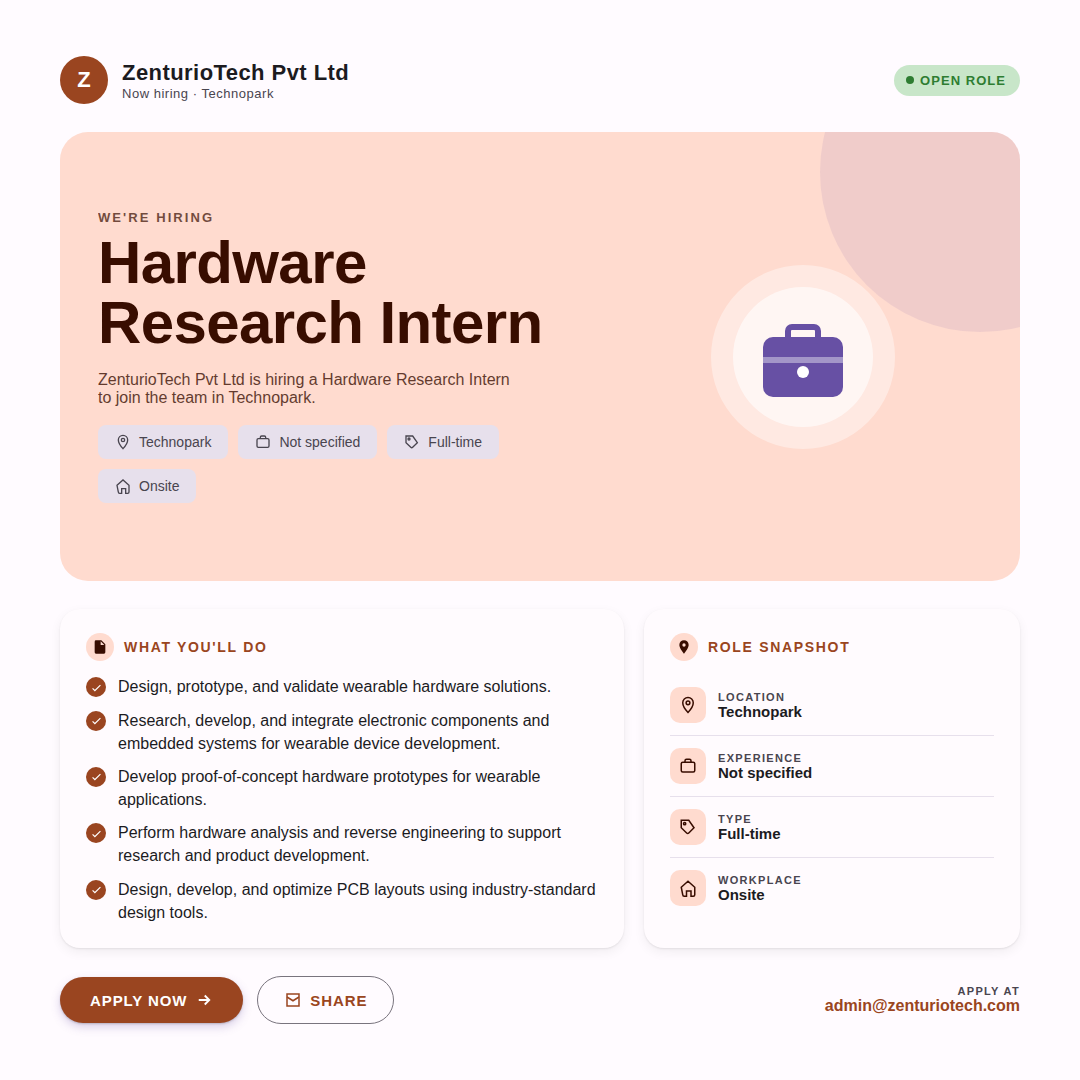 Z
ZenturioTech Pvt Ltd
Now hiring · Technopark
OPEN ROLE
WE'RE HIRING
Hardware
Research Intern
ZenturioTech Pvt Ltd is hiring a Hardware Research Intern
to join the team in Technopark.
Technopark
Not specified
Full-time
Onsite
WHAT YOU'LL DO
Design, prototype, and validate wearable hardware solutions.
Research, develop, and integrate electronic components and
embedded systems for wearable device development.
Develop proof-of-concept hardware prototypes for wearable
applications.
Perform hardware analysis and reverse engineering to support
research and product development.
Design, develop, and optimize PCB layouts using industry-standard
design tools.
ROLE SNAPSHOT
LOCATION
Technopark
EXPERIENCE
Not specified
TYPE
Full-time
WORKPLACE
Onsite
APPLY NOW
SHARE
APPLY AT
admin@zenturiotech.com